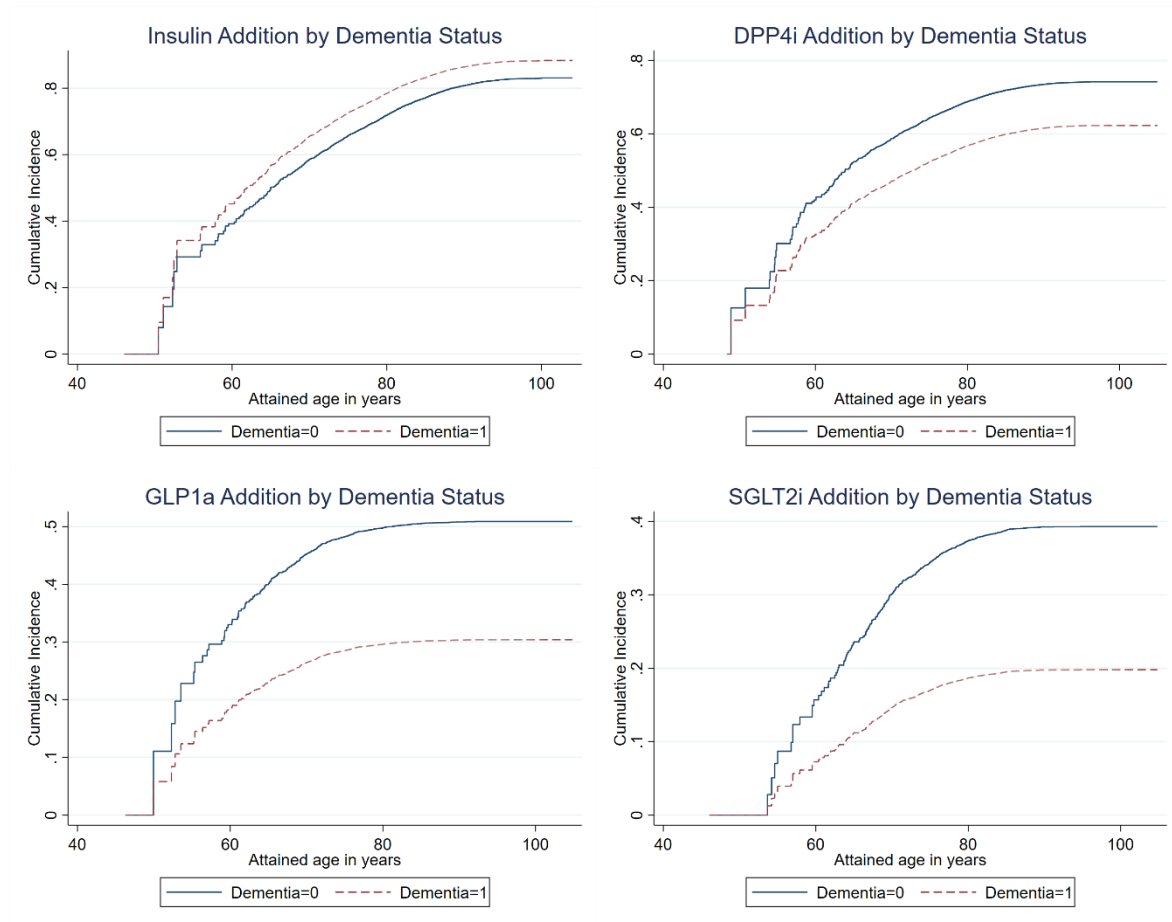 Insulin Addition by Dementia Status
Cumulative Incidence
.8
.6
.4
.2
0
40 60 80 100
Attained age in years
Dementia=0 Dementia=1
DPP4i Addition by Dementia Status
Cumulative Incidence
.8
.6
.4
.2
0
40 60 80 100
Attained age in years
Dementia=0 Dementia=1
GLP1a Addition by Dementia Status
Cumulative Incidence
.5
.4
.3
.2
.1
0
40 60 80 100
Attained age in years
Dementia=0 Dementia=1
SGLT2i Addition by Dementia Status
Cumulative Incidence
.4
.3
.2
.1
0
40 60 80 100
Attained age in years
Dementia=0 Dementia=1